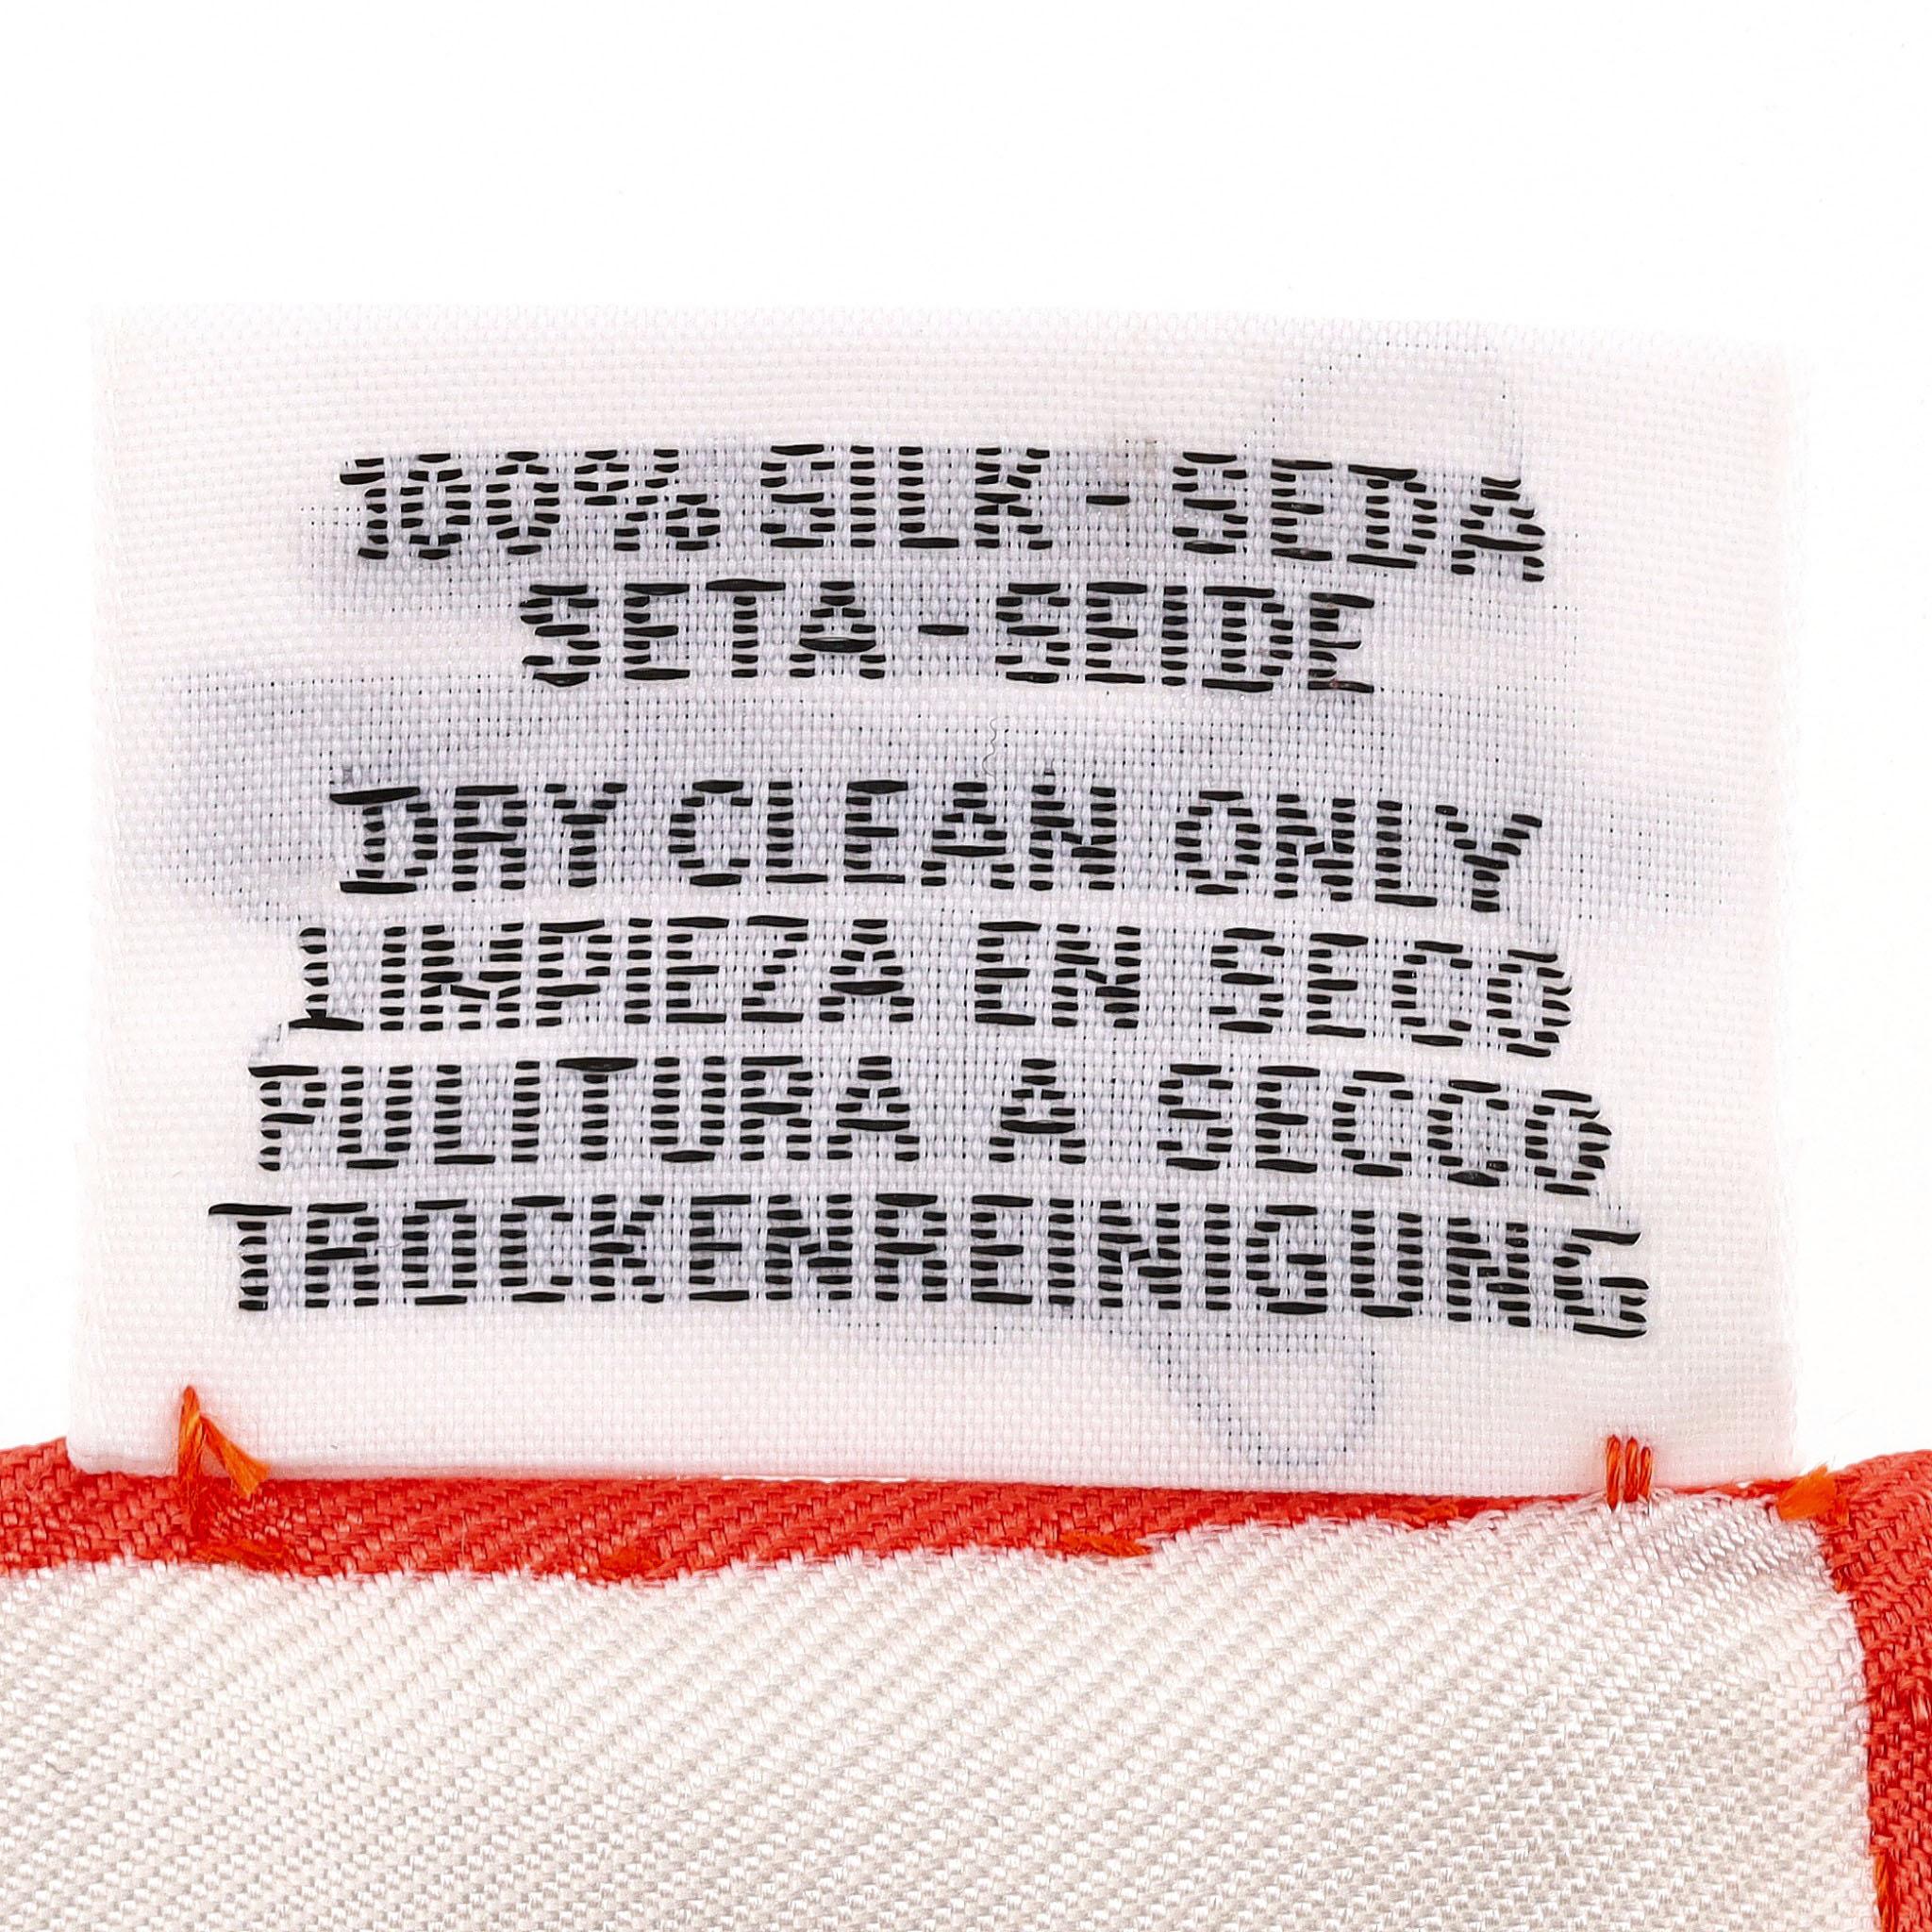 100% SILK - SEDA
SETA - SEIDE
DRY CLEAN ONLY
LIMPIEZA EN SECO
PULITURA A SECCO
TROCKENREINIGUNG